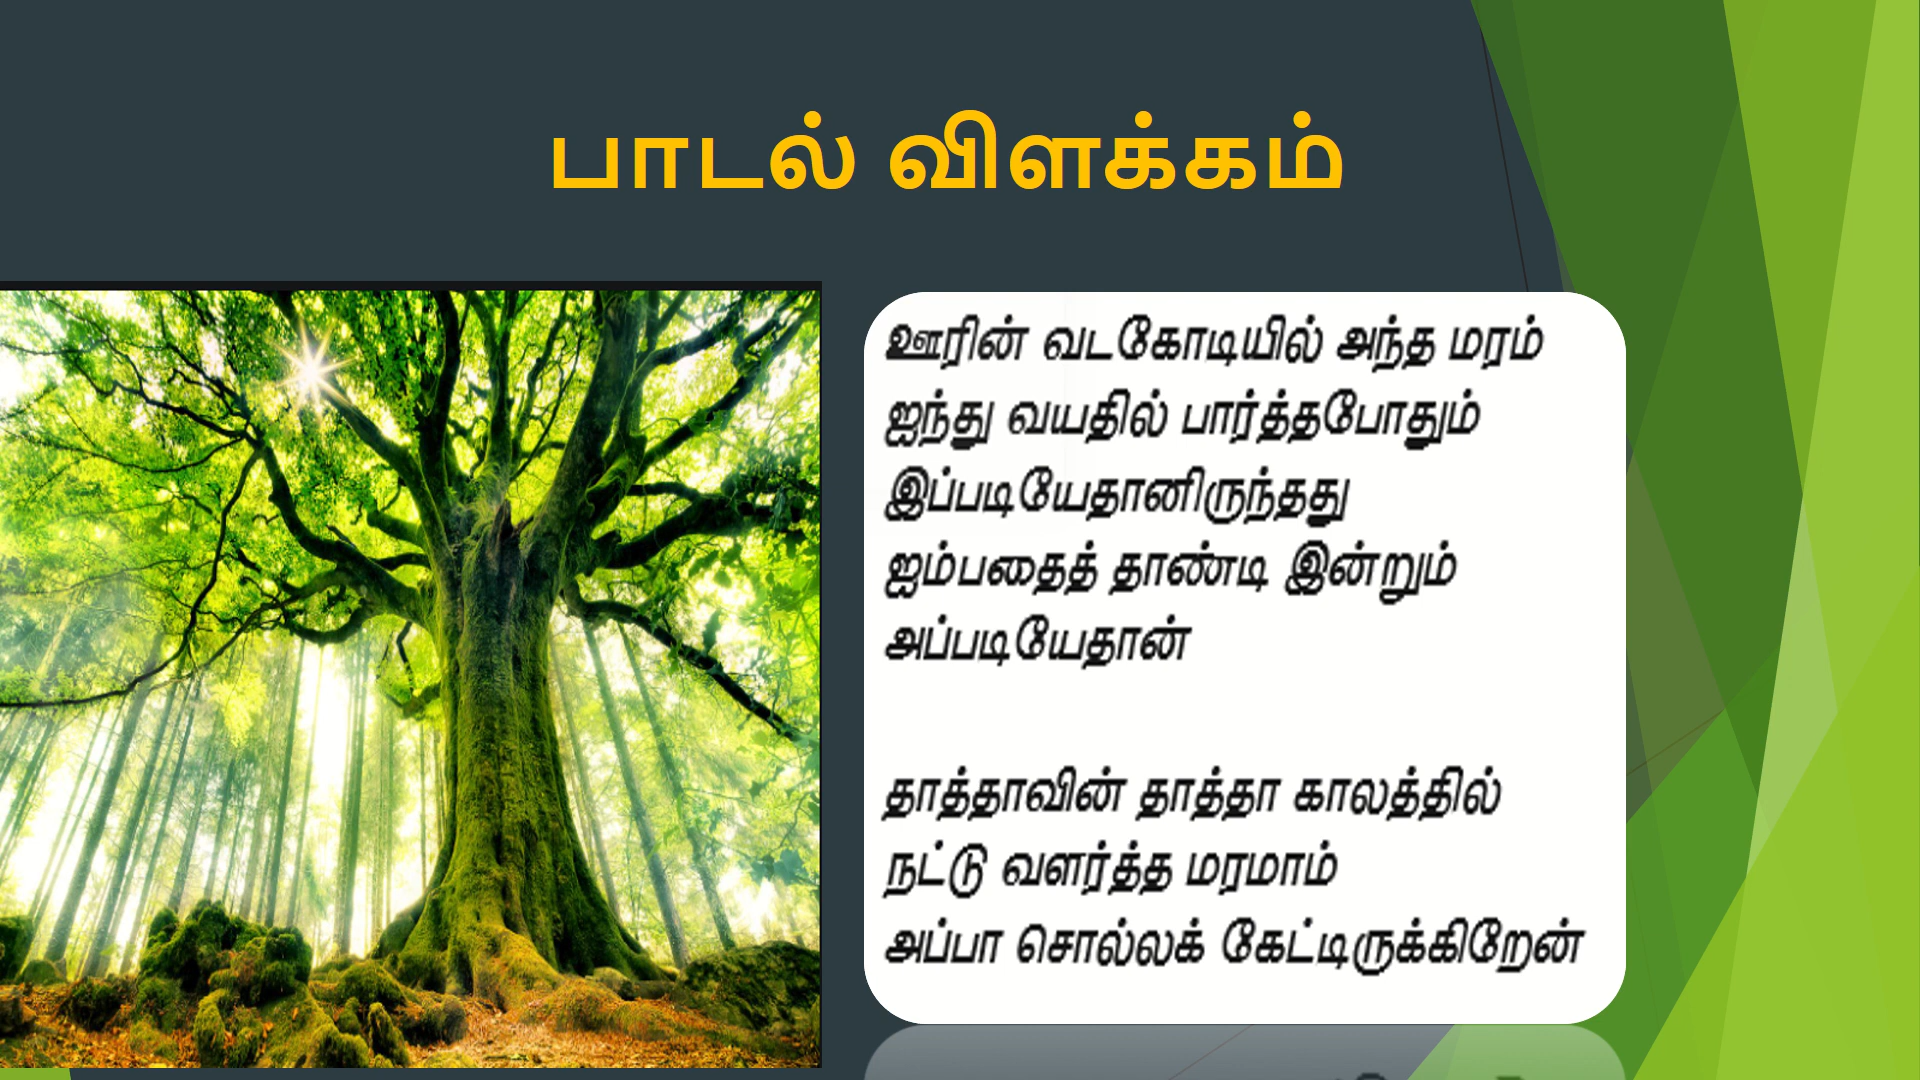 பாடல் விளக்கம்
ஊரின் வடகோடியில் அந்த மரம்
ஐந்து வயதில் பார்த்தபோதும்
இப்படியேதானிருந்தது
ஐம்பதைத் தாண்டி இன்றும்
அப்படியேதான்
தாத்தாவின் தாத்தா காலத்தில்
நட்டு வளர்த்த மரமாம்
அப்பா சொல்லக் கேட்டிருக்கிறேன்